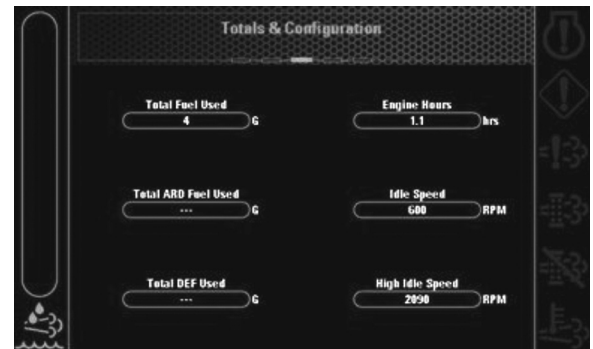 Totals & Configuration
Total Fuel Used
4 G
Engine Hours
1.1 hrs
Total ARD Fuel Used
--- G
Idle Speed
600 RPM
Total DEF Used
--- G
High Idle Speed
2090 RPM